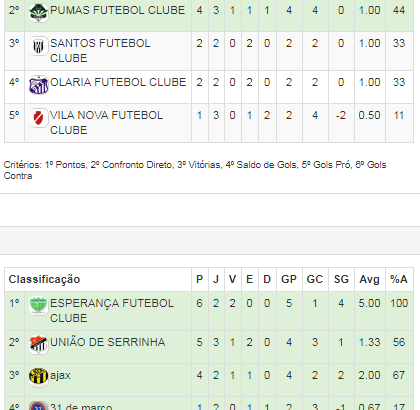 2º PUMAS FUTEBOL CLUBE 4 3 1 1 1 4 4 0 1.00 44
3º SANTOS FUTEBOL CLUBE 2 2 0 2 0 2 2 0 1.00 33
4º OLARIA FUTEBOL CLUBE 2 2 0 2 0 2 2 0 1.00 33
5º VILA NOVA FUTEBOL CLUBE 1 3 0 1 2 2 4 -2 0.50 11
Critérios: 1º Pontos, 2º Confronto Direto, 3º Vitórias, 4º Saldo de Gols, 5º Gols Pró, 6º Gols
Contra
Classificação P J V E D GP GC SG Avg %A
1º ESPERANÇA FUTEBOL CLUBE 6 2 2 0 0 5 1 4 5.00 100
2º UNIÃO DE SERRINHA 5 3 1 2 0 4 3 1 1.33 56
3º ajax 4 2 1 1 0 4 2 2 2.00 67
4º 31 de março 1 2 0 1 1 2 3 -1 0.67 17